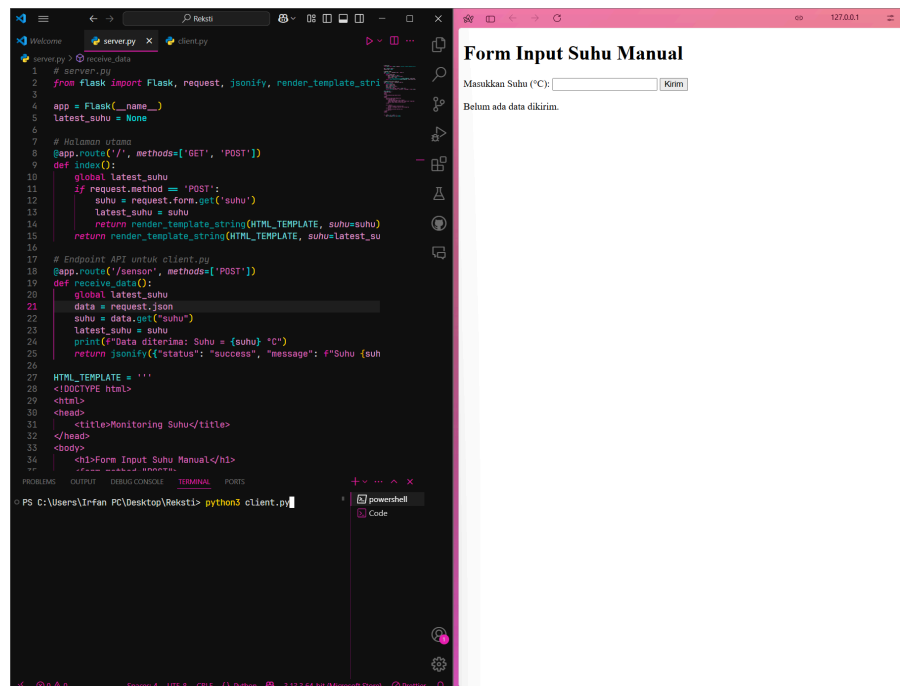 Reksti
Welcome
server.py
client.py
server.py > receive_data
1 # server.py
2 from flask import Flask, request, jsonify, render_template_stri
3
4 app = Flask(__name__)
5 latest_suhu = None
6
7 # Halaman utama
8 @app.route('/', methods=['GET', 'POST'])
9 def index():
10 global latest_suhu
11 if request.method == 'POST':
12 suhu = request.form.get('suhu')
13 latest_suhu = suhu
14 return render_template_string(HTML_TEMPLATE, suhu=suhu)
15 return render_template_string(HTML_TEMPLATE, suhu=latest_su
16
17 # Endpoint API untuk client.py
18 @app.route('/sensor', methods=['POST'])
19 def receive_data():
20 global latest_suhu
21 data = request.json
22 suhu = data.get("suhu")
23 latest_suhu = suhu
24 print(f"Data diterima: Suhu = {suhu} °C")
25 return jsonify({"status": "success", "message": f"Suhu {suh
26
27 HTML_TEMPLATE = '''
28 <!DOCTYPE html>
29 <html>
30 <head>
31 <title>Monitoring Suhu</title>
32 </head>
33 <body>
34 <h1>Form Input Suhu Manual</h1>
PROBLEMS OUTPUT DEBUG CONSOLE TERMINAL PORTS
PS C:\Users\Irfan PC\Desktop\Reksti> python3 client.py
powershell
Code
1
127.0.0.1
Form Input Suhu Manual
Masukkan Suhu (°C):
Kirim
Belum ada data dikirim.